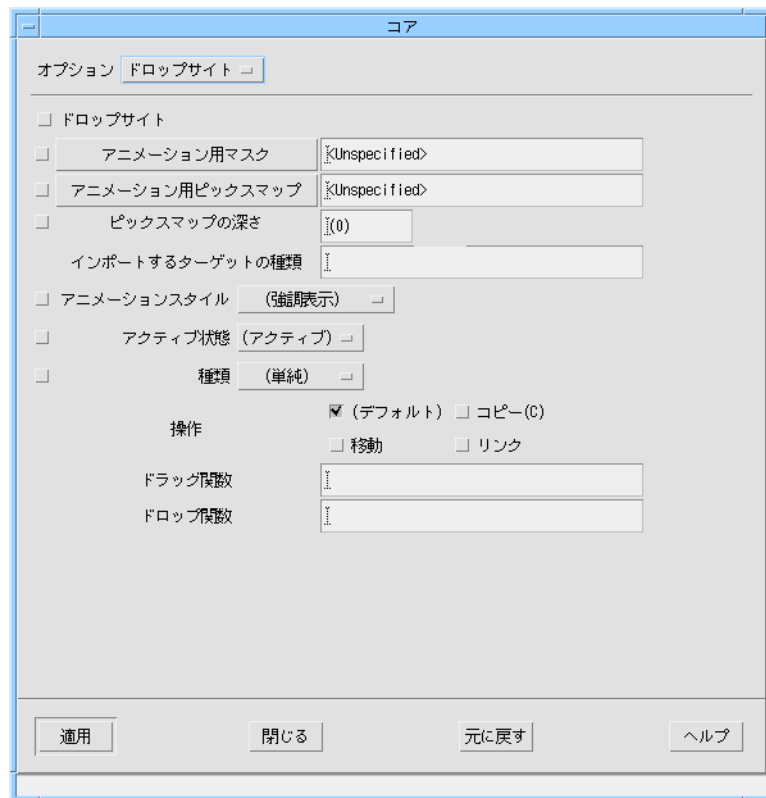 コア
オプション ドロップサイト
ドロップサイト
アニメーション用マスク <Unspecified>
アニメーション用ピックスマップ <Unspecified>
ピックスマップの深さ (0)
インポートするターゲットの種類
アニメーションスタイル (強調表示)
アクティブ状態 (アクティブ)
種類 (単純)
操作 (デフォルト) コピー(C)
移動 リンク
ドラッグ関数
ドロップ関数
適用 閉じる 元に戻す ヘルプ